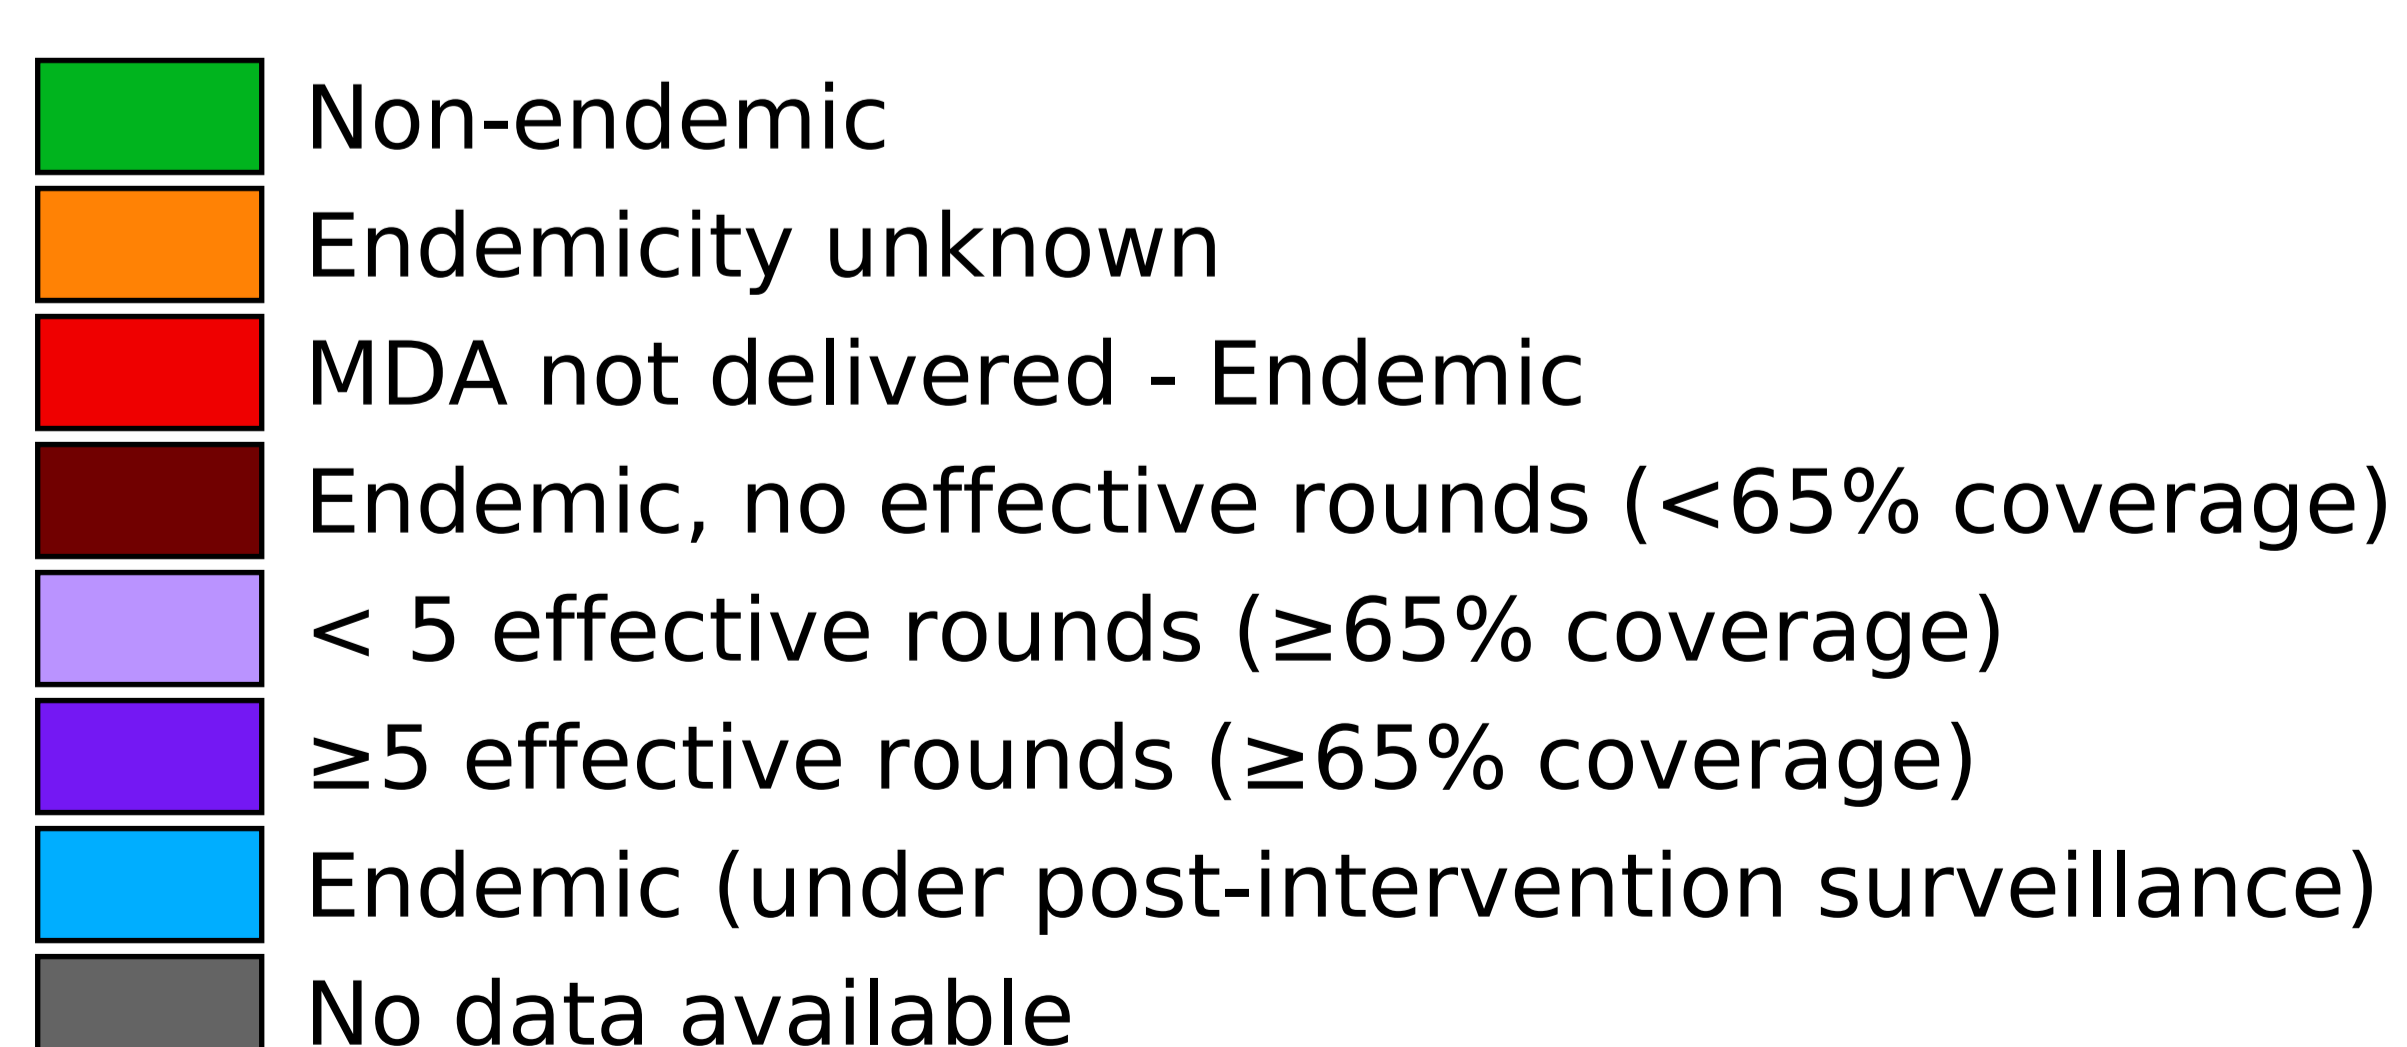 Non-endemic
Endemicity unknown
MDA not delivered - Endemic
Endemic, no effective rounds (<65% coverage)
< 5 effective rounds (≥65% coverage)
≥5 effective rounds (≥65% coverage)
Endemic (under post-intervention surveillance)
No data available